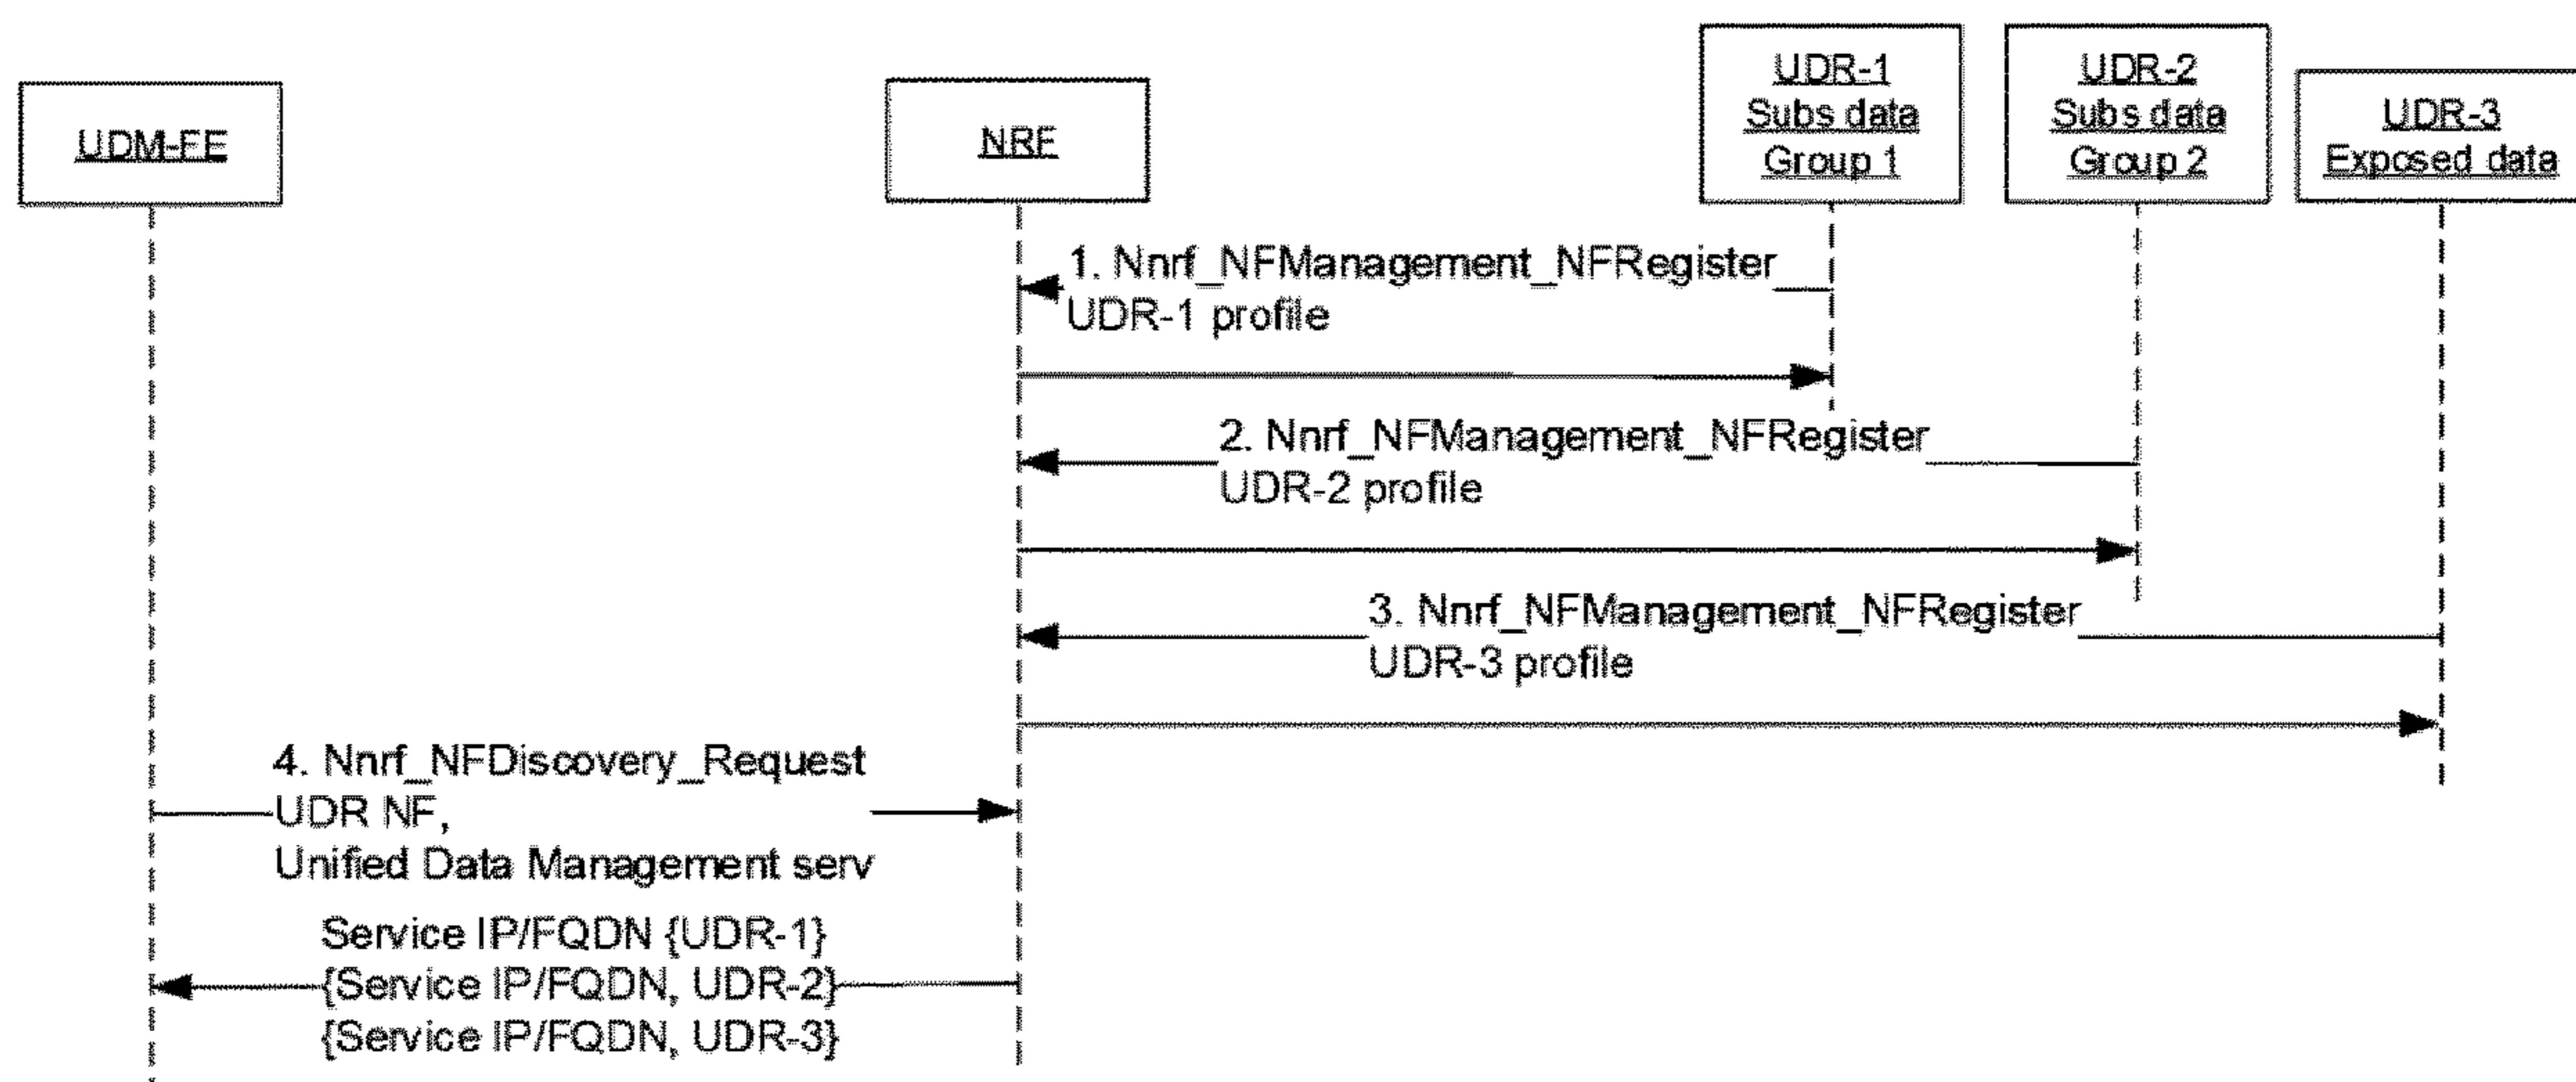 UDM-FE
NRF
UDR-1
Subs data
Group 1
UDR-2
Subs data
Group 2
UDR-3
Exposed data
1. Nnrf_NFManagement_NFRegister
UDR-1 profile
2. Nnrf_NFManagement_NFRegister
UDR-2 profile
3. Nnrf_NFManagement_NFRegister
UDR-3 profile
4. Nnrf_NFDiscovery_Request
UDR NF,
Unified Data Management serv
Service IP/FQDN {UDR-1}
{Service IP/FQDN, UDR-2}
{Service IP/FQDN, UDR-3}